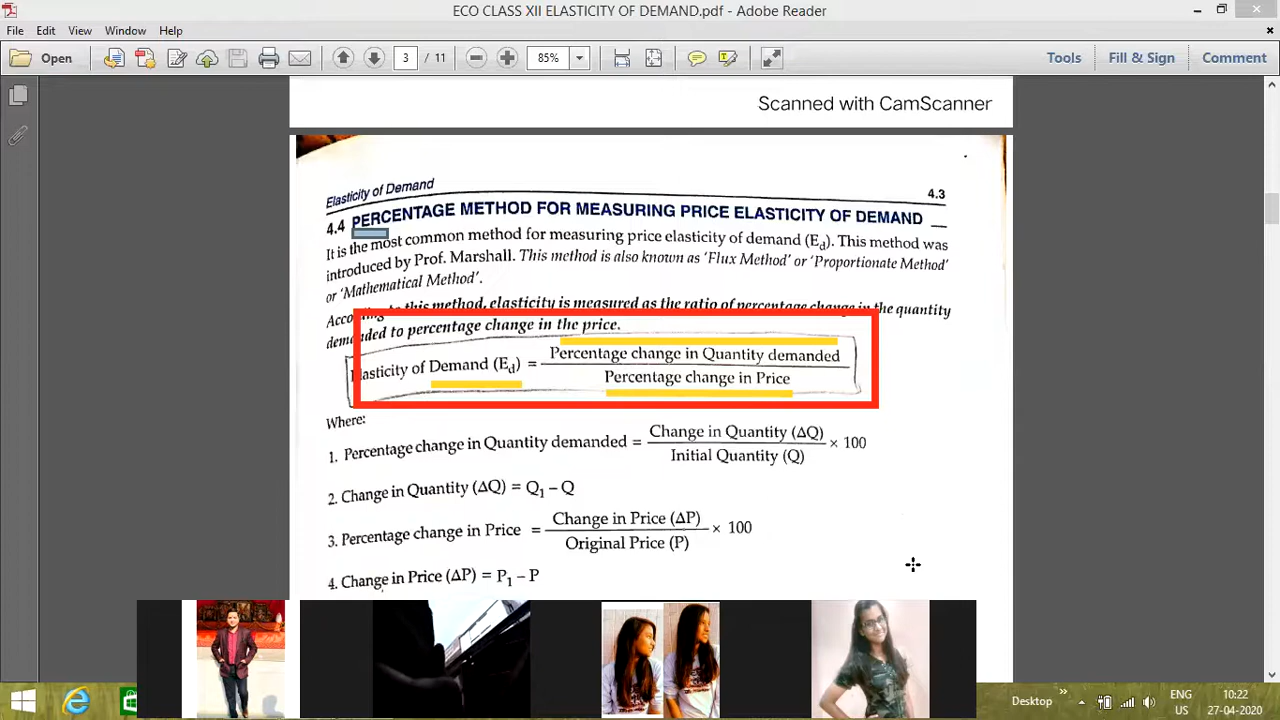 ECO CLASS XII ELASTICITY OF DEMAND.pdf - Adobe Reader
File Edit View Window Help
Open 3 / 11 85% Tools Fill & Sign Comment
Scanned with CamScanner
Elasticity of Demand 4.3
4.4 PERCENTAGE METHOD FOR MEASURING PRICE ELASTICITY OF DEMAND
It is the most common method for measuring price elasticity of demand (Ed). This method was
introduced by Prof. Marshall. This method is also known as 'Flux Method' or 'Proportionate Method'
or 'Mathematical Method'.
this method, elasticity is measured as the ratio of percentage change in the quantity
to percentage change in the price.
Elasticity of Demand (Ed) = Percentage change in Quantity demanded
Percentage change in Price
Where:
1. Percentage change in Quantity demanded = Change in Quantity (ΔQ) / Initial Quantity (Q) × 100
2. Change in Quantity (ΔQ) = Q1 – Q
3. Percentage change in Price = Change in Price (ΔP) / Original Price (P) × 100
4. Change in Price (ΔP) = P1 – P
Desktop » ENG 10:22
US 27-04-2020